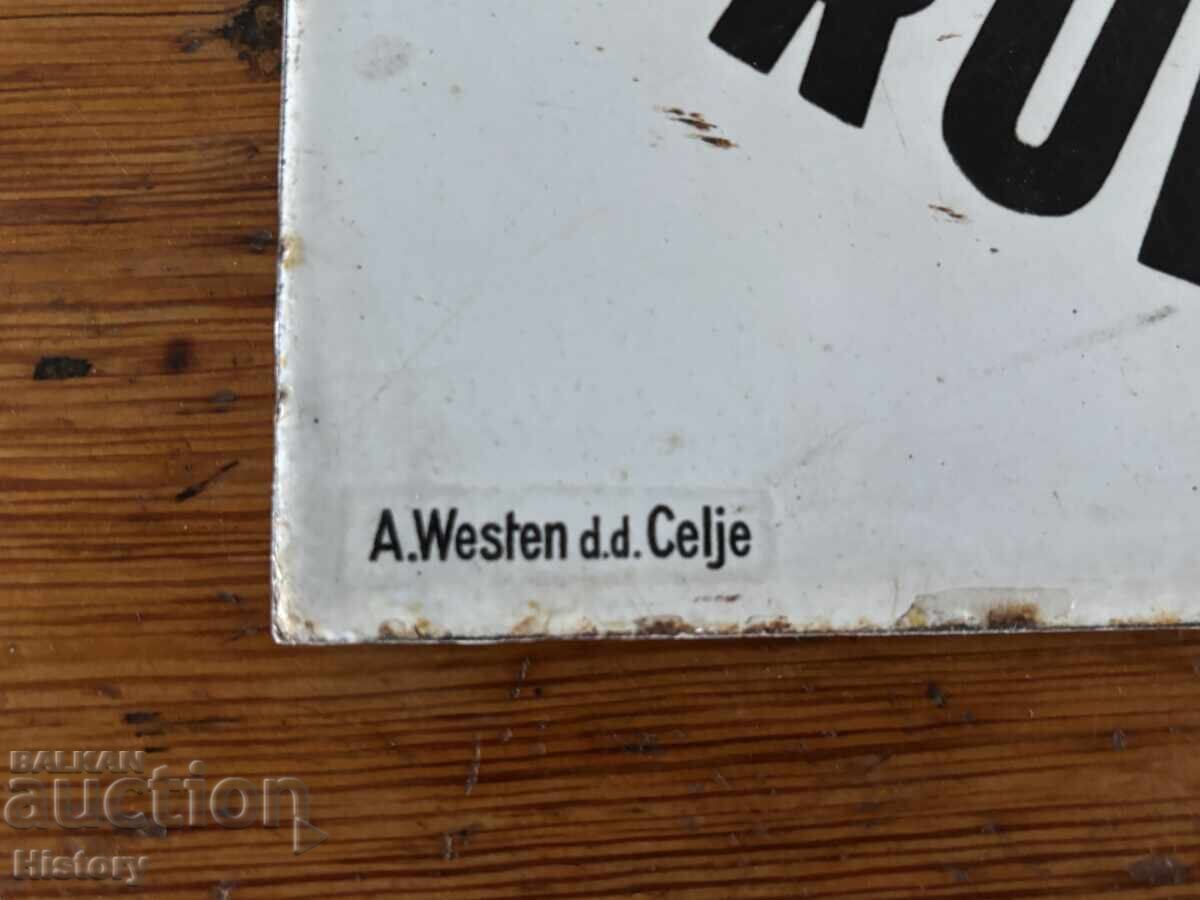 A.Westen d.d. Celje
BALKAN
auction
History